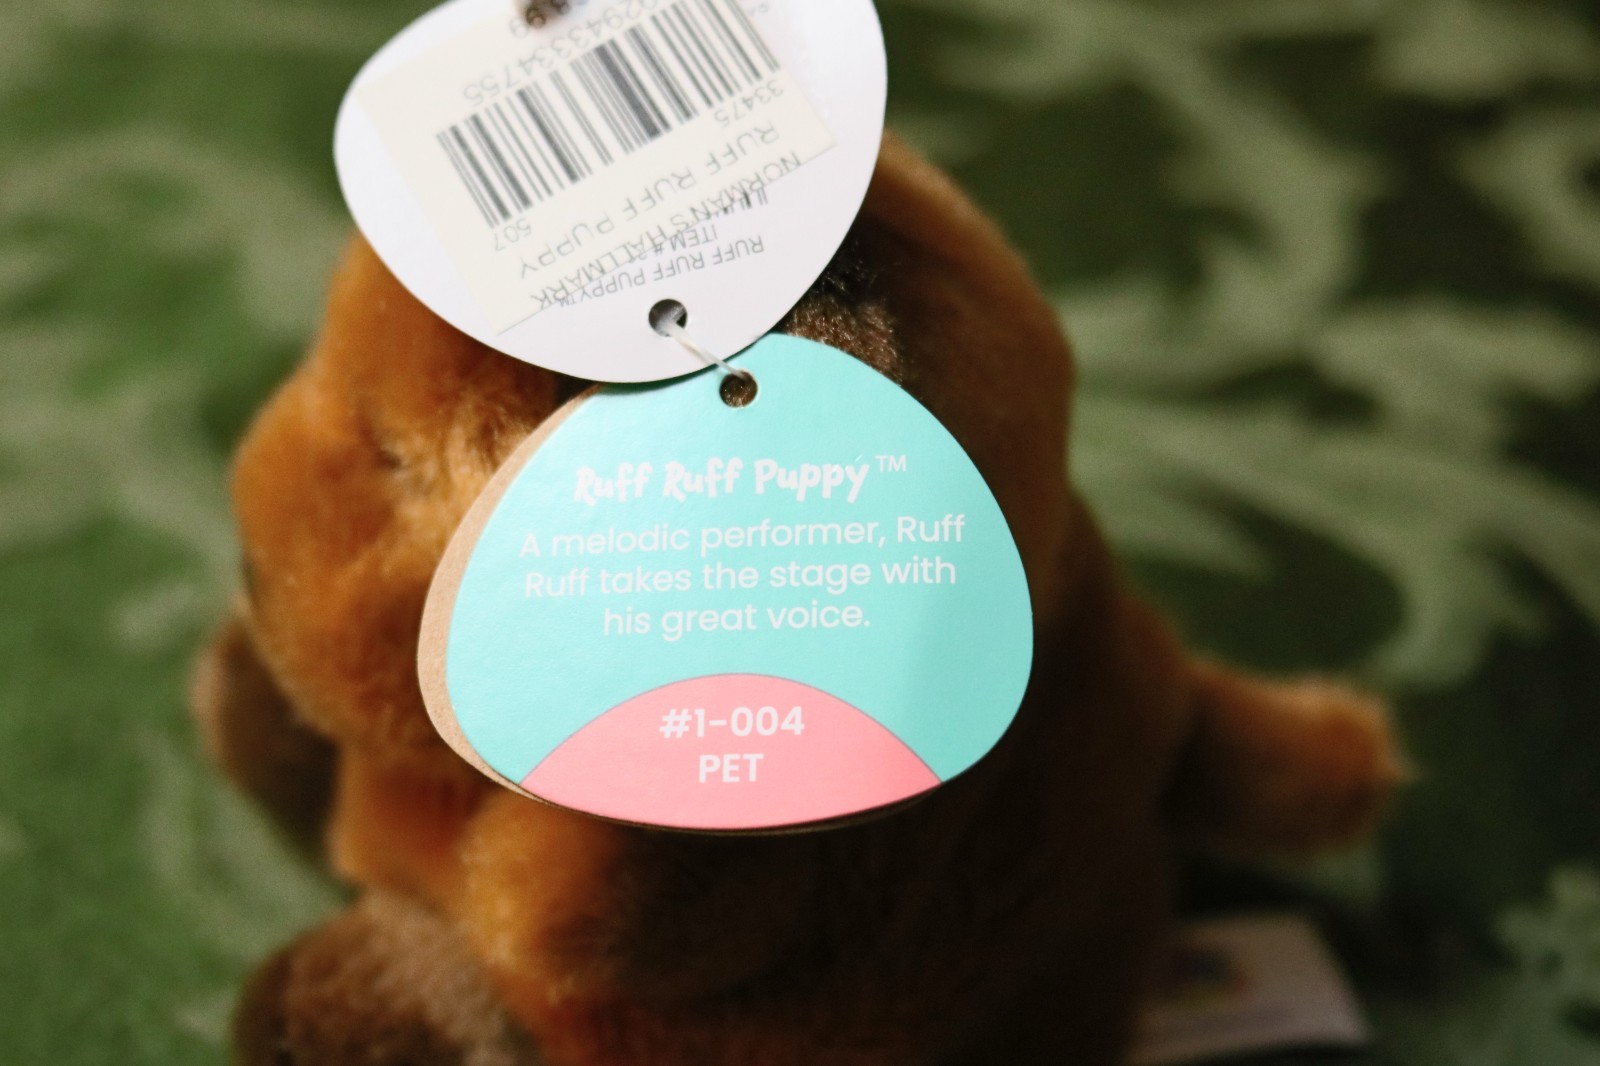 NORMAN'S HALLMARK
RUFF RUFF PUPPY
33475
507
RUFF RUFF PUPPY™
ITEM #
Ruff Ruff Puppy™
A melodic performer, Ruff
Ruff takes the stage with
his great voice.
#1-004
PET